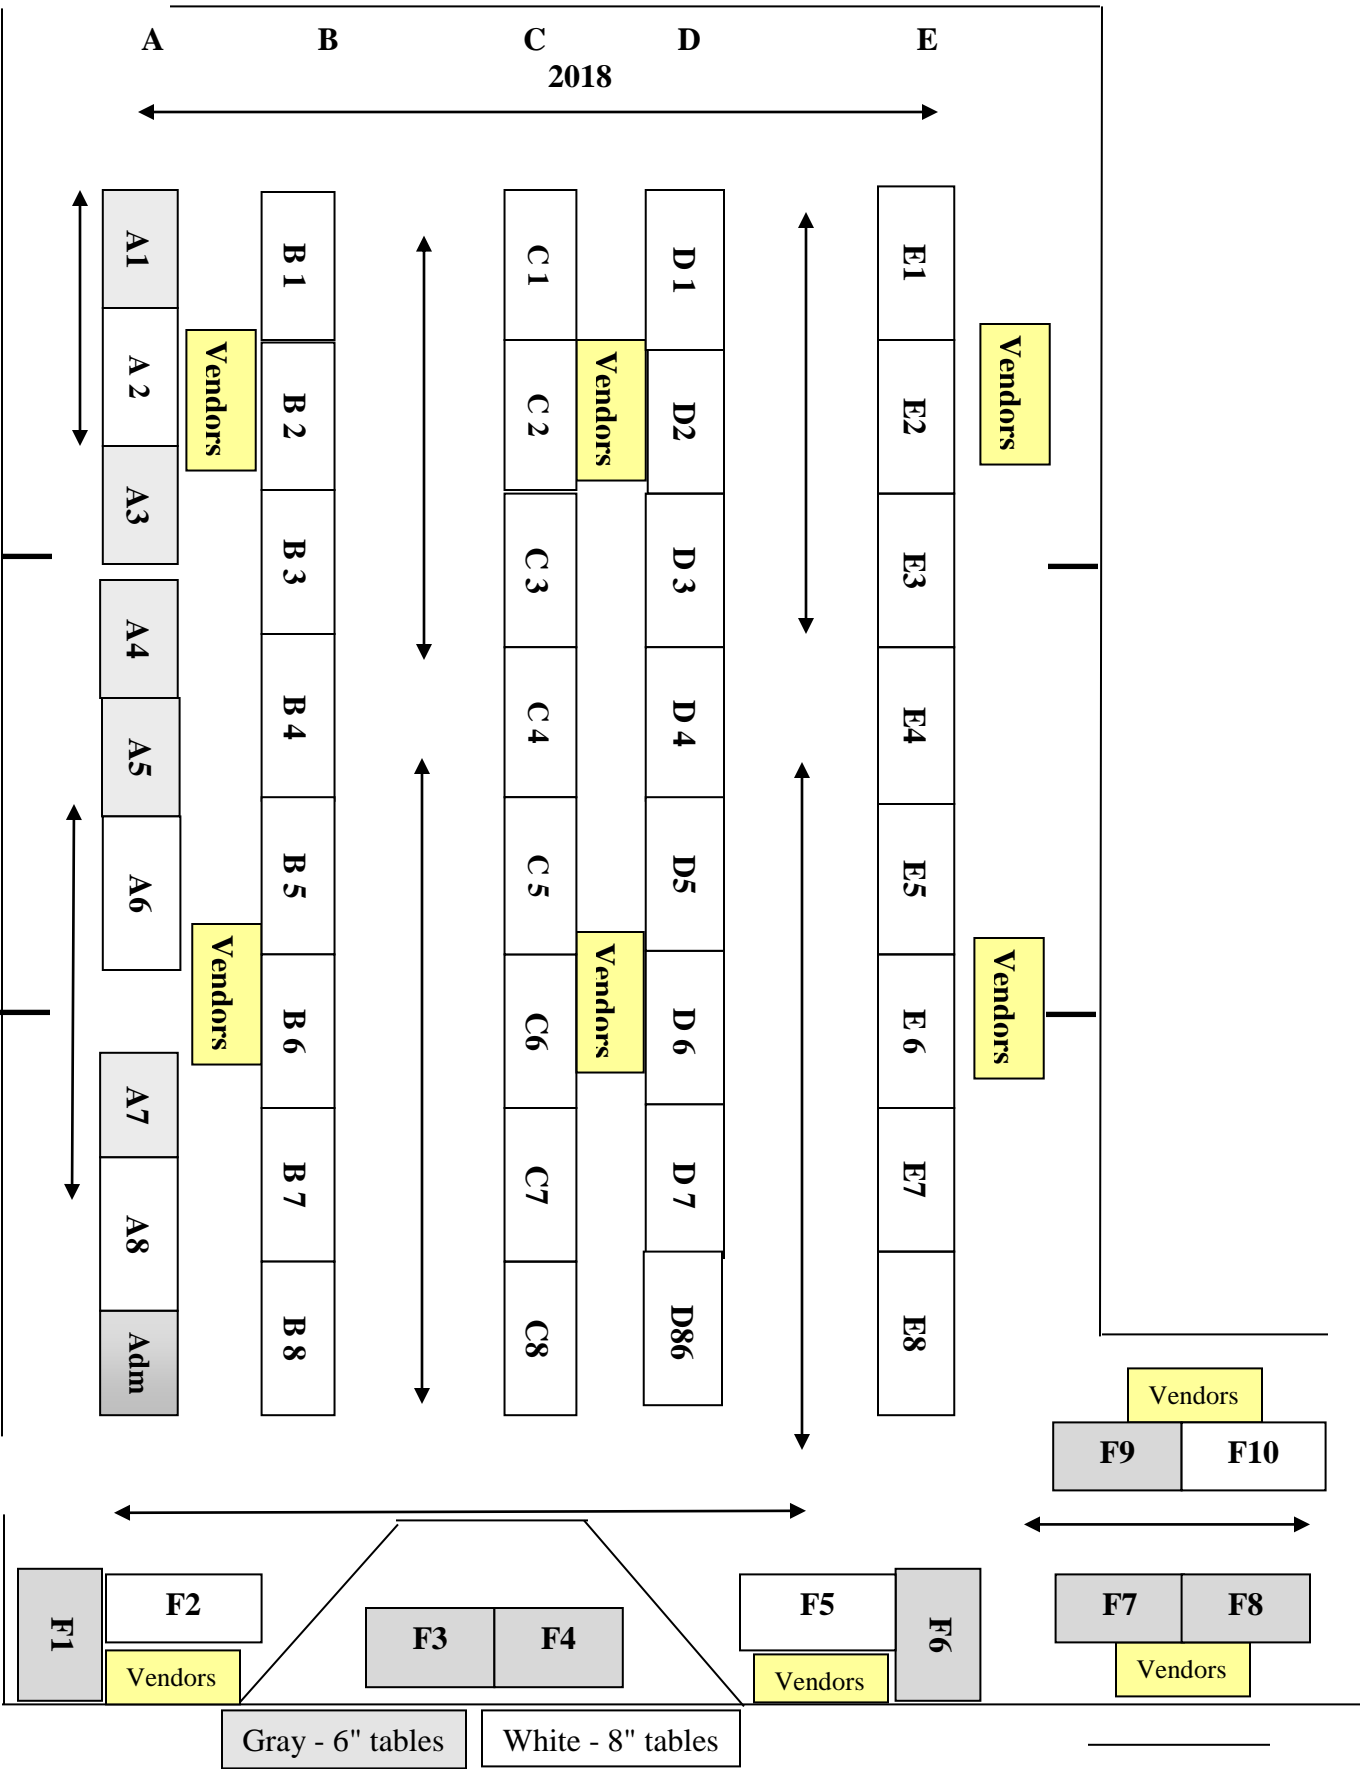 A B C D E
2018
A1
A 2
A3
A4
A5
A6
A7
A8
Adm
Vendors
Vendors
B 1
B 2
B 3
B 4
B 5
B 6
B 7
B 8
C 1
C 2
C 3
C 4
C 5
C6
C7
C8
Vendors
Vendors
D 1
D2
D 3
D 4
D5
D 6
D 7
D86
E1
E2
E3
E4
E5
E 6
E7
E8
Vendors
Vendors
Vendors
F9 F10
F1
F2
Vendors
F3 F4
F5
Vendors
F6
F7 F8
Vendors
Gray - 6" tables
White - 8" tables